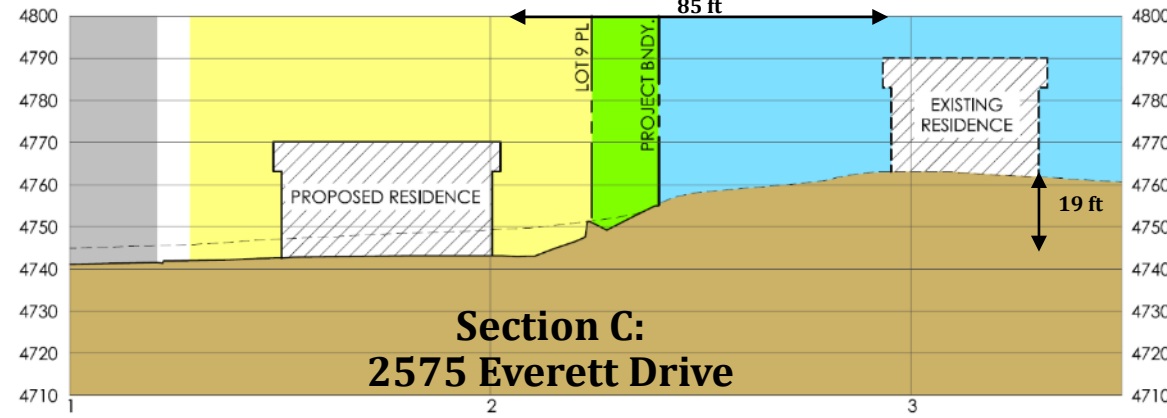 85 ft
4800
4790
4780
4770
4760
4750
4740
4730
4720
4710
LOT 9 PL
PROJECT BNDY.
PROPOSED RESIDENCE
EXISTING
RESIDENCE
19 ft
Section C:
2575 Everett Drive
4800
4790
4780
4770
4760
4750
4740
4730
4720
4710
1
2
3